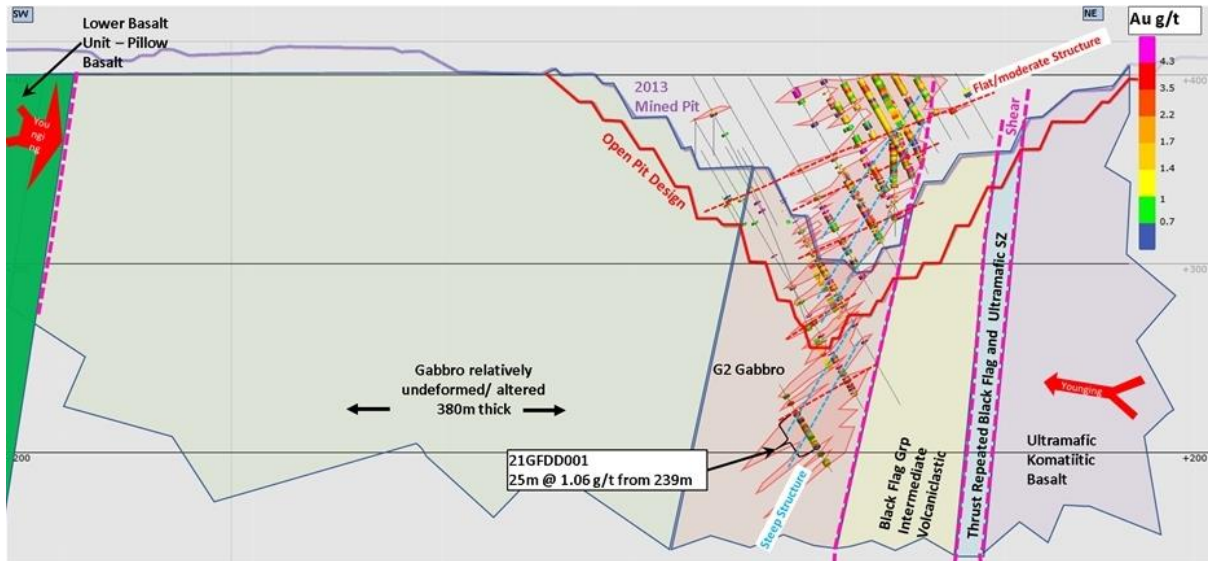 SW
NE
Lower Basalt
Unit – Pillow
Basalt
You
ngi
ng
2013
Mined Pit
Open Pit Design
Flat/moderate Structure
Shear
Au g/t
4.3
3.5
2.2
1.7
1.4
1
0.7
+400
+300
200
+200
Gabbro relatively
undeformed/ altered
380m thick
G2 Gabbro
21GFDD001
25m @ 1.06 g/t from 239m
Steep Structure
Black Flag Grp
Intermediate
Volcaniclastic
Thrust Repeated Black Flag and Ultramafic SZ
Younging
Ultramafic
Komatiitic
Basalt